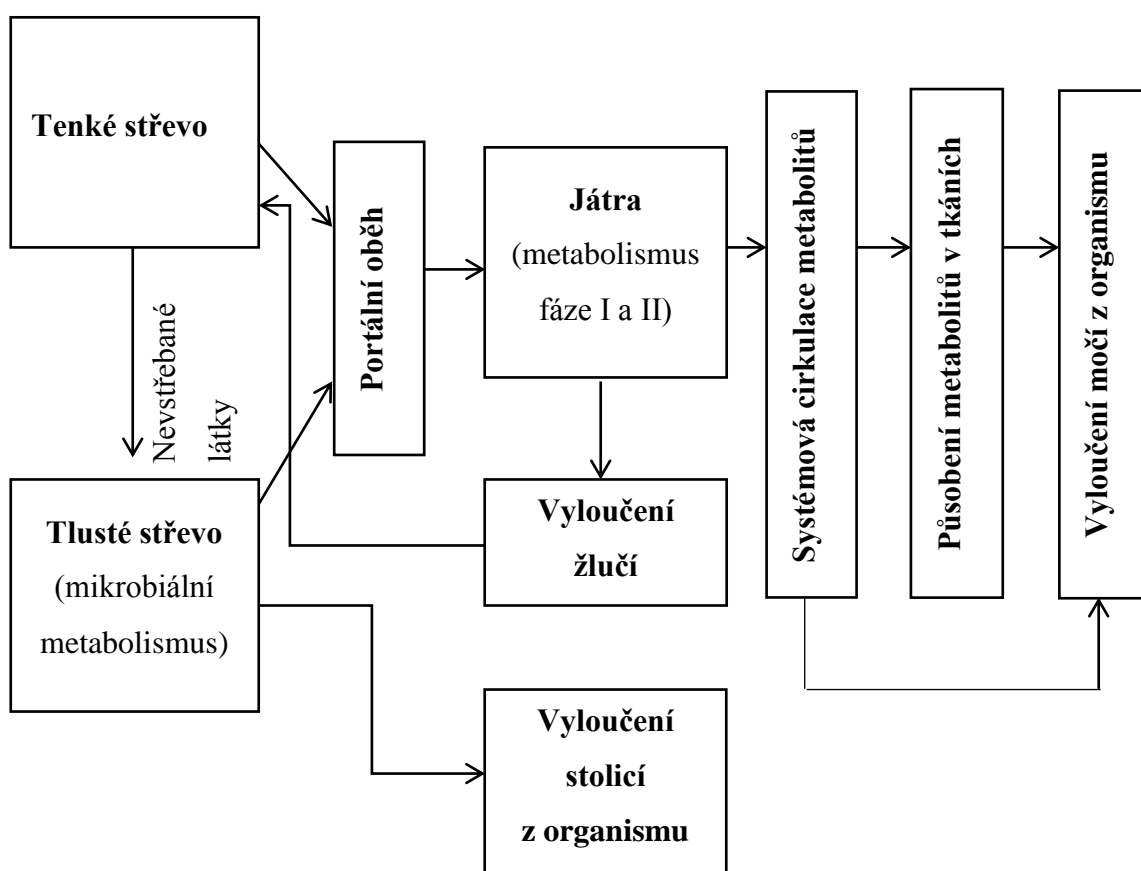 Tenké střevo
Nevstřebané
látky
Tlusté střevo
(mikrobiální
metabolismus)
Portální oběh
Játra
(metabolismus
fáze I a II)
Vyloučení
žlučí
Vyloučení
stolicí
z organismu
Systémová cirkulace metabolitů
Působení metabolitů v tkáních
Vyloučení močí z organismu